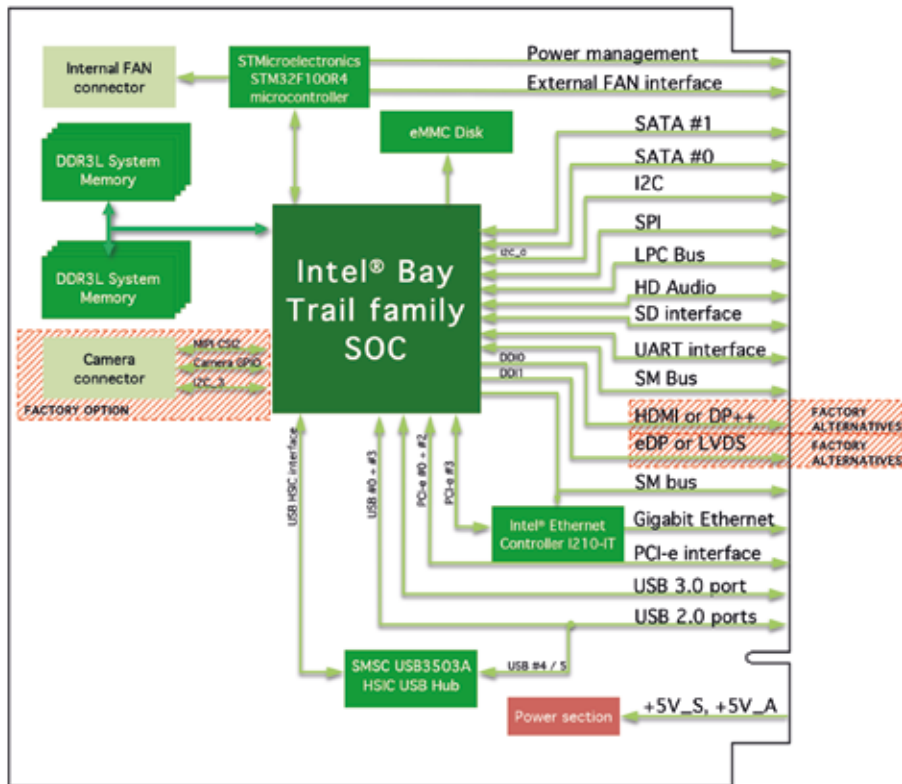 Internal FAN
connector
STMicroelectronics
STM32F100R4
microcontroller
Power management
External FAN interface
eMMC Disk
SATA #1
SATA #0
I2C
I2C_0
SPI
LPC Bus
HD Audio
SD interface
UART interface
SM Bus
DDR3L System
Memory
DDR3L System
Memory
Intel® Bay
Trail family
SOC
Camera
connector
MIPI CSI2
Camera GPIO
I2C_3
FACTORY OPTION
DDI0
DDI1
HDMI or DP++
FACTORY
ALTERNATIVES
eDP or LVDS
FACTORY
ALTERNATIVES
SM bus
USB HSIC interface
USB #0 + #3
PCI-e #0 + #2
PCI-e #3
Intel® Ethernet
Controller I210-IT
Gigabit Ethernet
PCI-e interface
USB 3.0 port
USB 2.0 ports
SMSC USB3503A
HSIC USB Hub
USB #4 / 5
Power section
+5V_S, +5V_A